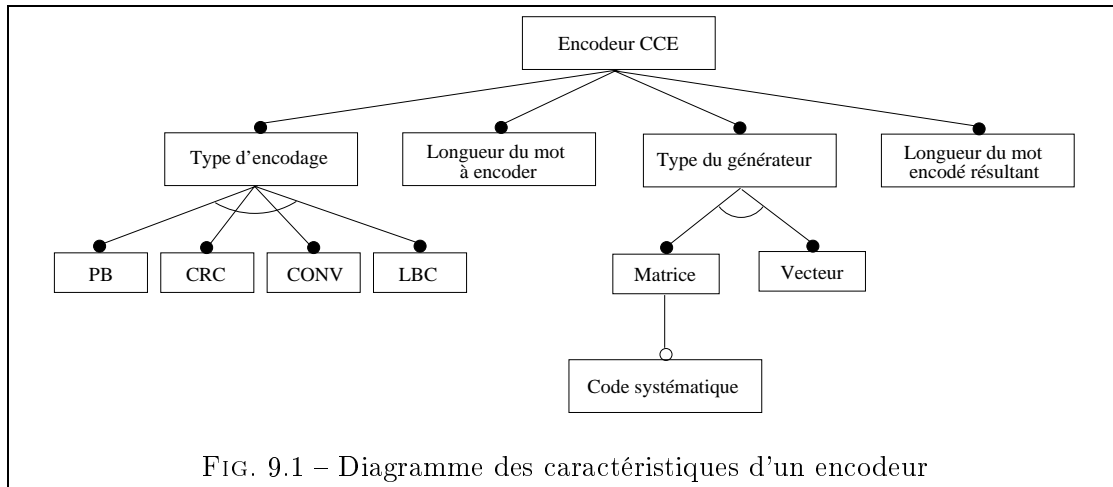 Encodeur CCE
Type d'encodage
Longueur du mot
à encoder
Type du générateur
Longueur du mot
encodé résultant
PB
CRC
CONV
LBC
Matrice
Vecteur
Code systématique
FIG. 9.1 – Diagramme des caractéristiques d'un encodeur